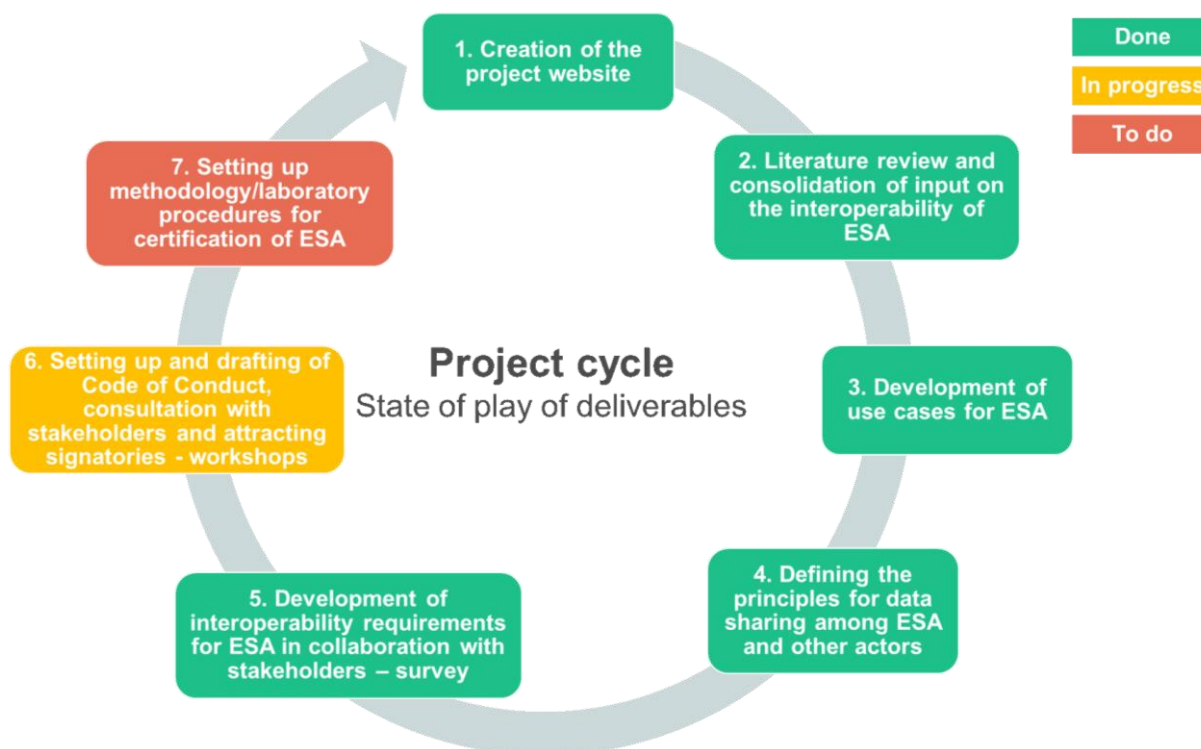 1. Creation of the
project website
Done
In progress
To do
2. Literature review and
consolidation of input on
the interoperability of
ESA
3. Development of
use cases for ESA
4. Defining the
principles for data
sharing among ESA
and other actors
5. Development of
interoperability requirements
for ESA in collaboration with
stakeholders – survey
6. Setting up and drafting of
Code of Conduct,
consultation with
stakeholders and attracting
signatories - workshops
7. Setting up
methodology/laboratory
procedures for
certification of ESA
Project cycle
State of play of deliverables